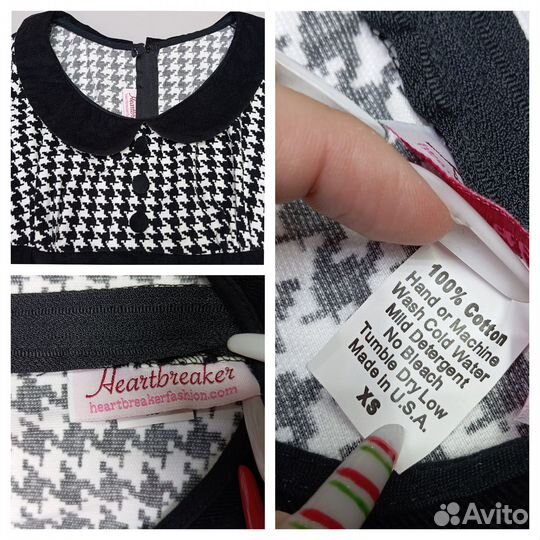 Heartbreaker
Heartbreaker
heartbreakerfashion.com
100% Cotton
Hand or Machine
Wash Cold Water
Mild Detergent
No Bleach
Tumble Dry Low
Made in U.S.A.
XS
Avito